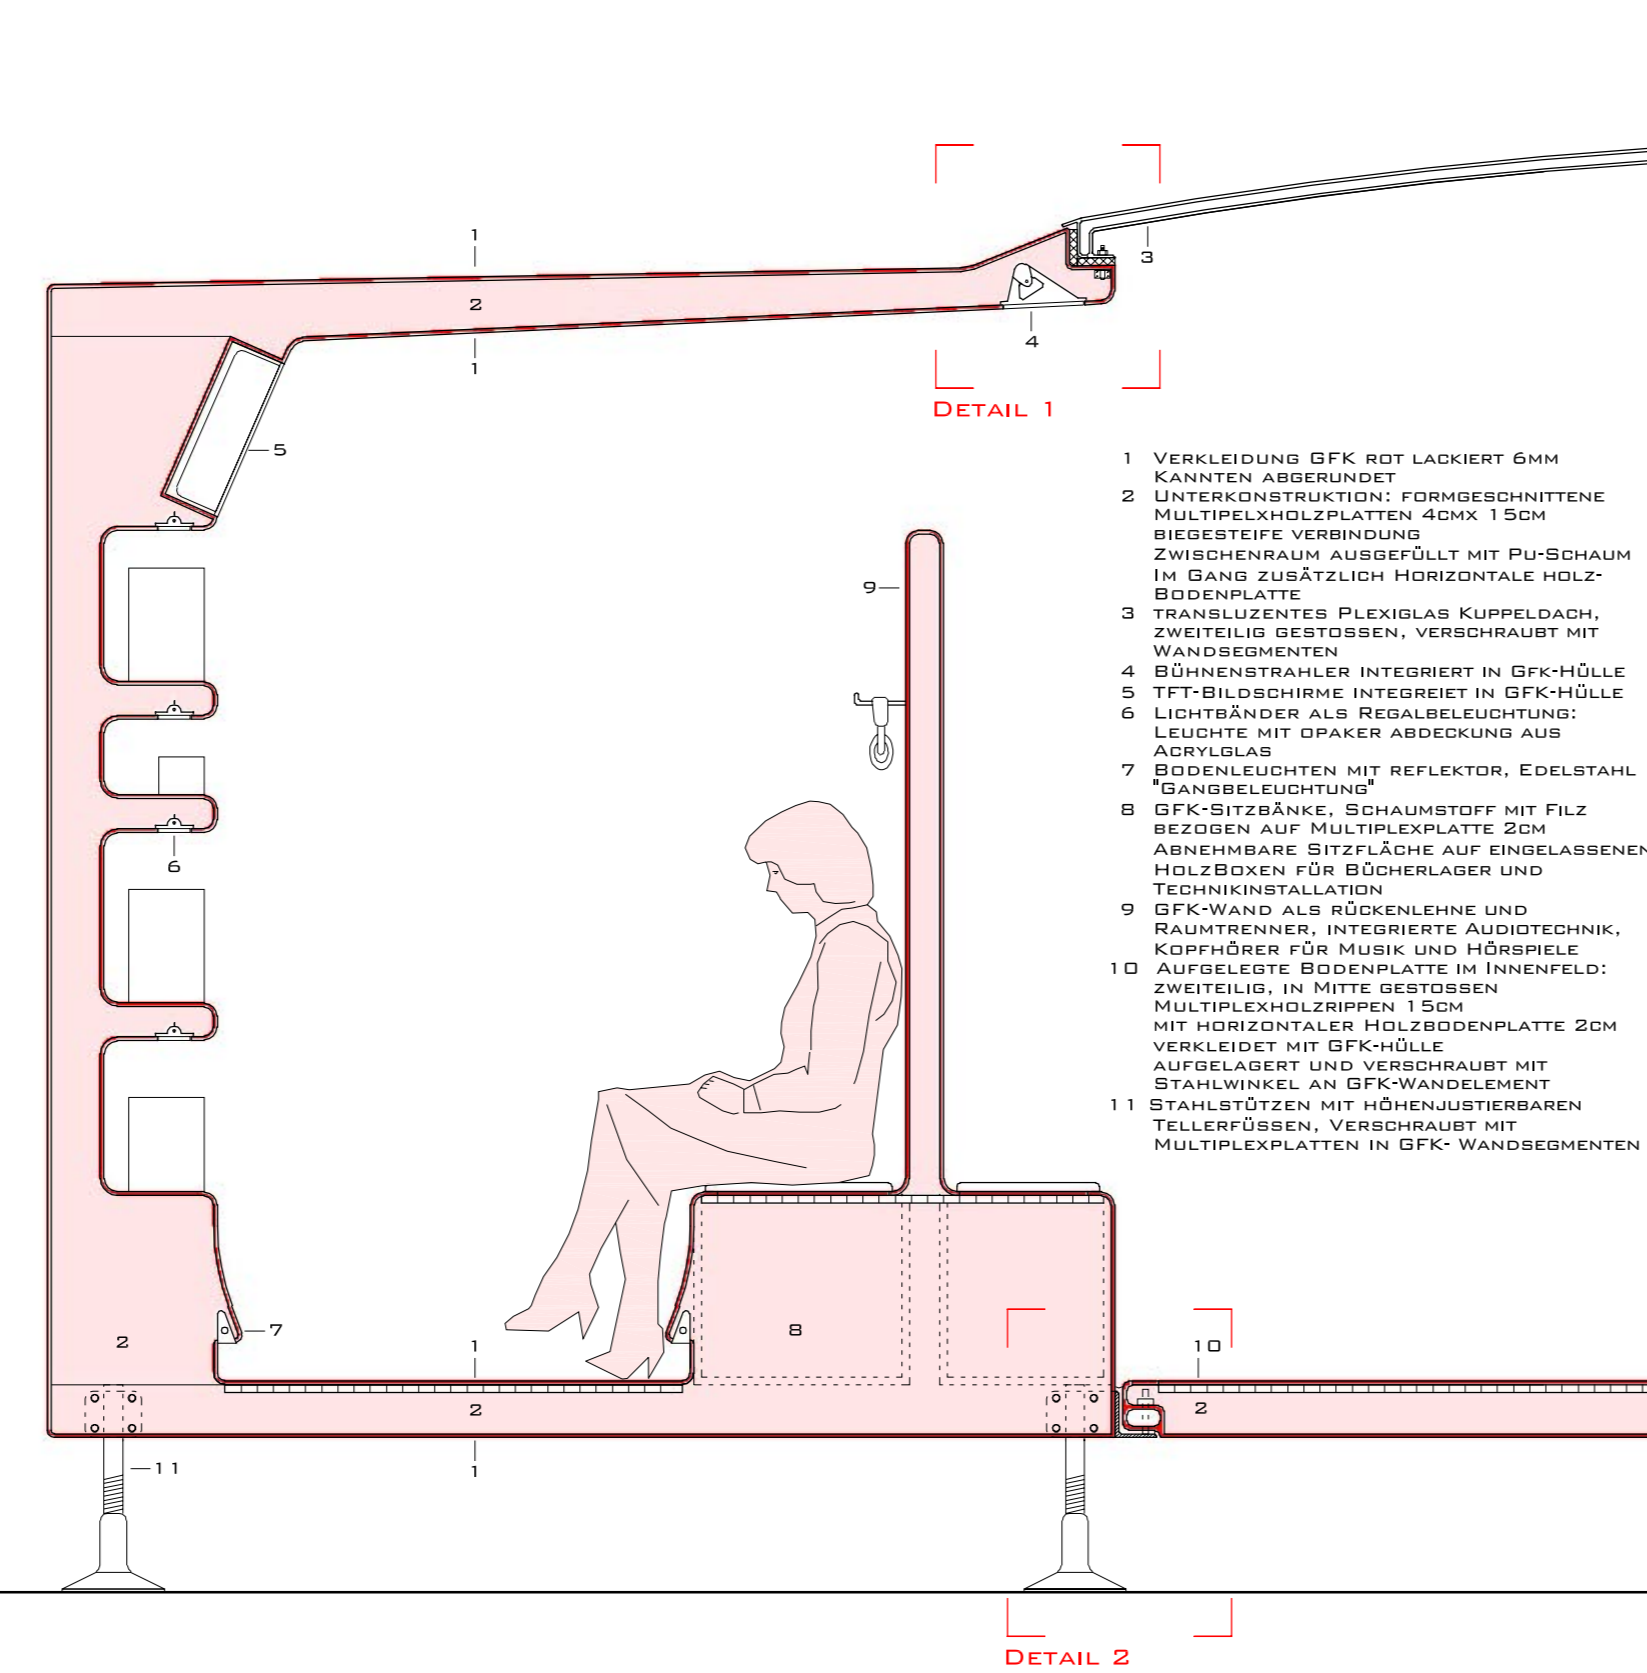 1
2
3
1
4
DETAIL 1
5
1 VERKLEIDUNG GFK ROT LACKIERT 6MM
KANNTEN ABGERUNDET
2 UNTERKONSTRUKTION: FORMGESCHNITTENE
MULTIPELXHOLZPLATTEN 4CMX 15CM
BIEGESTEIFE VERBINDUNG
ZWISCHENRAUM AUSGEFÜLLT MIT PU-SCHAUM
IM GANG ZUSÄTZLICH HORIZONTALE HOLZ-
BODENPLATTE
3 TRANSLUZENTES PLEXIGLAS KUPPELDACH,
ZWEITEILIG GESTOSSEN, VERSCHRAUBT MIT
WANDSEGMENTEN
4 BÜHNENSTRAHLER INTEGRIERT IN GFK-HÜLLE
5 TFT-BILDSCHIRME INTEGREIET IN GFK-HÜLLE
6 LICHTBÄNDER ALS REGALBELEUCHTUNG:
LEUCHTE MIT OPAKER ABDECKUNG AUS
ACRYLGLAS
7 BODENLEUCHTEN MIT REFLEKTOR, EDELSTAHL
"GANGBELEUCHTUNG"
8 GFK-SITZBÄNKE, SCHAUMSTOFF MIT FILZ
BEZOGEN AUF MULTIPLEXPLATTE 2CM
ABNEHMBARE SITZFLÄCHE AUF EINGELASSENEN
HOLZBOXEN FÜR BÜCHERLAGER UND
TECHNIKINSTALLATION
9 GFK-WAND ALS RÜCKENLEHNE UND
RAUMTRENNER, INTEGRIERTE AUDIOTECHNIK,
KOPFHÖRER FÜR MUSIK UND HÖRSPIELE
10 AUFGELEGTE BODENPLATTE IM INNENFELD:
ZWEITEILIG, IN MITTE GESTOSSEN
MULTIPLEXHOLZRIPPEN 15CM
MIT HORIZONTALER HOLZBODENPLATTE 2CM
VERKLEIDET MIT GFK-HÜLLE
AUFGELAGERT UND VERSCHRAUBT MIT
STAHLWINKEL AN GFK-WANDELEMENT
11 STAHLSTÜTZEN MIT HÖHENJUSTIERBAREN
TELLERFÜSSEN, VERSCHRAUBT MIT
MULTIPLEXPLATTEN IN GFK- WANDSEGMENTEN
9
6
7
8
2
1
10
2
2
11
1
DETAIL 2